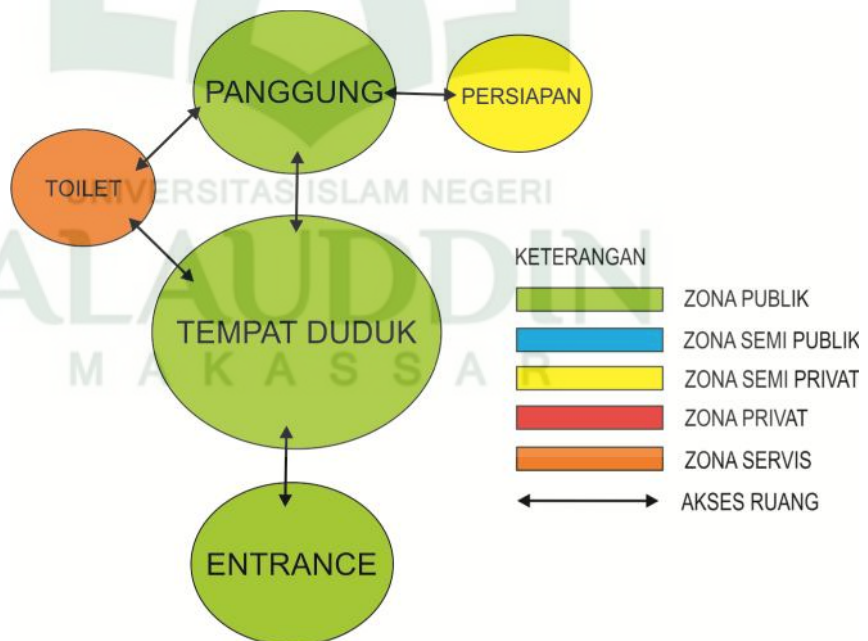 PANGGUNG
PERSIAPAN
TOILET
UNIVERSITAS ISLAM NEGERI
ALAUDDIN
TEMPAT DUDUK
MAKASSAR
ENTRANCE
KETERANGAN
ZONA PUBLIK
ZONA SEMI PUBLIK
ZONA SEMI PRIVAT
ZONA PRIVAT
ZONA SERVIS
AKSES RUANG